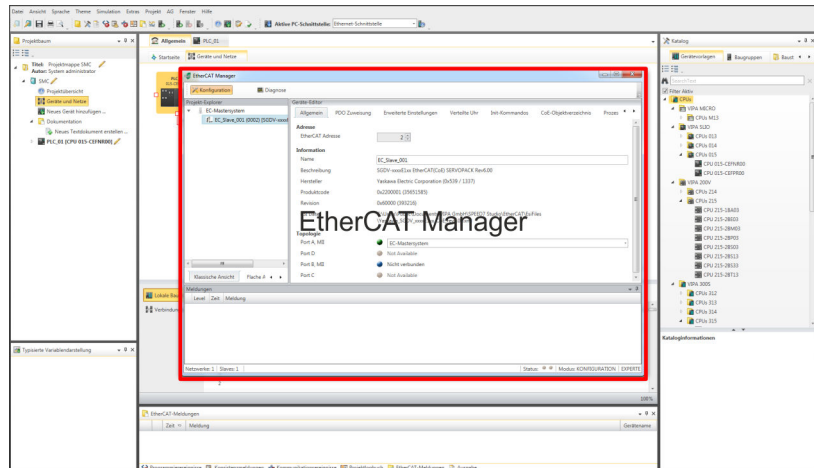 Datei Ansicht Sprache Theme Simulation Extras Projekt AG Fenster Hilfe
Aktive PC-Schnittstelle: Ethernet-Schnittstelle
Projektbaum
Titel: Projektmappe SMC
Autor: System administrator
SMC
Projektübersicht
Geräte und Netze
Neues Gerät hinzufügen ...
Dokumentation
Neues Textdokument erstellen ...
PLC_01 [CPU 015-CEFNR00]
Typisierte Variablendarstellung
Allgemein PLC_01
Startseite Geräte und Netze
EtherCAT Manager
Konfiguration Diagnose
Projekt-Explorer
EC-Mastersystem
EC_Slave_001 (0002) [SGDV-xxxx
Klassische Ansicht
Geräte-Editor
Allgemein PDO Zuweisung Erweiterte Einstellungen Verteilte Uhr Init-Kommandos CoE-Objektverzeichnis Prozes
Adresse
EtherCAT Adresse 2
Information
Name EC_Slave_001
Beschreibung SGDV-xxxxE1xx EtherCAT(CoE) SERVOPACK Rev6.00
Hersteller Yaskawa Electric Corporation (0x539 / 1337)
Produktcode 0x2200001 (35651585)
Revision 0x60000 (393216)
EtherCAT Manager
Topologie
Port A, MII EC-Mastersystem
Port D Not Available
Port B, MII Nicht verbunden
Port C Not Available
Meldungen
Level Zeit Meldung
Netzwerke: 1 Slaves: 1 Status: Modus: KONFIGURATION EXPERTE
Lokale Bau
Verbindun
2
100%
EtherCAT-Meldungen
Zeit Meldung Gerätename
Katalog
Gerätevorlagen Baugruppen Baust
Filter Aktiv
CPUs
VIPA MICRO
CPUs M13
VIPA SLIO
CPUs 013
CPUs 014
CPUs 015
CPU 015-CEFNR00
CPU 015-CEFPR00
VIPA 200V
CPUs 214
CPUs 215
CPU 215-1BA03
CPU 215-2BE03
CPU 215-2BM03
CPU 215-2BP03
CPU 215-2BS03
CPU 215-2BS13
CPU 215-2BS33
CPU 215-2BT13
VIPA 300S
CPUs 312
CPUs 313
CPUs 314
CPUs 315
Kataloginformationen